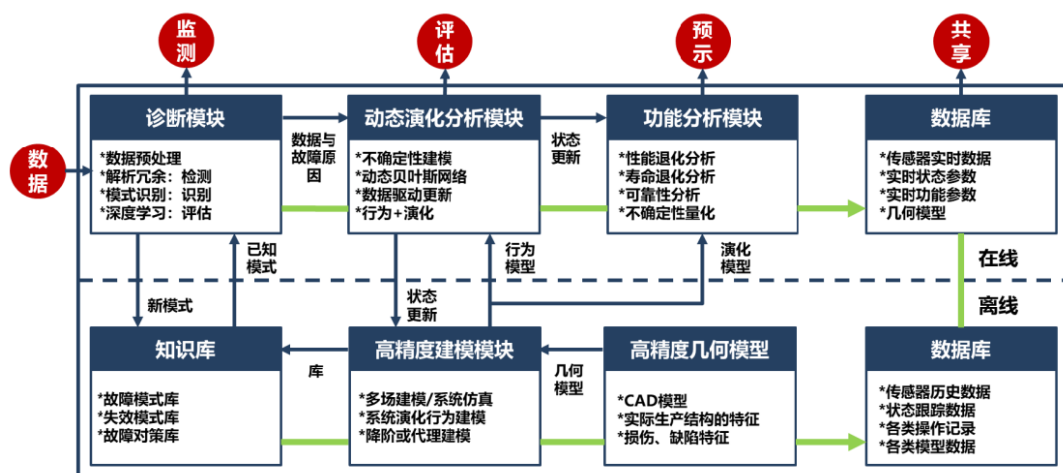 监
测
评
估
预
示
共
享
数
据
诊断模块
*数据预处理
*解析冗余：检测
*模式识别：识别
*深度学习：评估
数据与
故障原
因
动态演化分析模块
*不确定性建模
*动态贝叶斯网络
*数据驱动更新
*行为+演化
状态
更新
功能分析模块
*性能退化分析
*寿命退化分析
*可靠性分析
*不确定性量化
数据库
*传感器实时数据
*实时状态参数
*实时功能参数
*几何模型
新模式
已知
模式
状态
更新
行为
模型
演化
模型
在线
离线
知识库
*故障模式库
*失效模式库
*故障对策库
库
高精度建模模块
*多场建模/系统仿真
*系统演化行为建模
*降阶或代理建模
几何
模型
高精度几何模型
*CAD模型
*实际生产结构的特征
*损伤、缺陷特征
数据库
*传感器历史数据
*状态跟踪数据
*各类操作记录
*各类模型数据